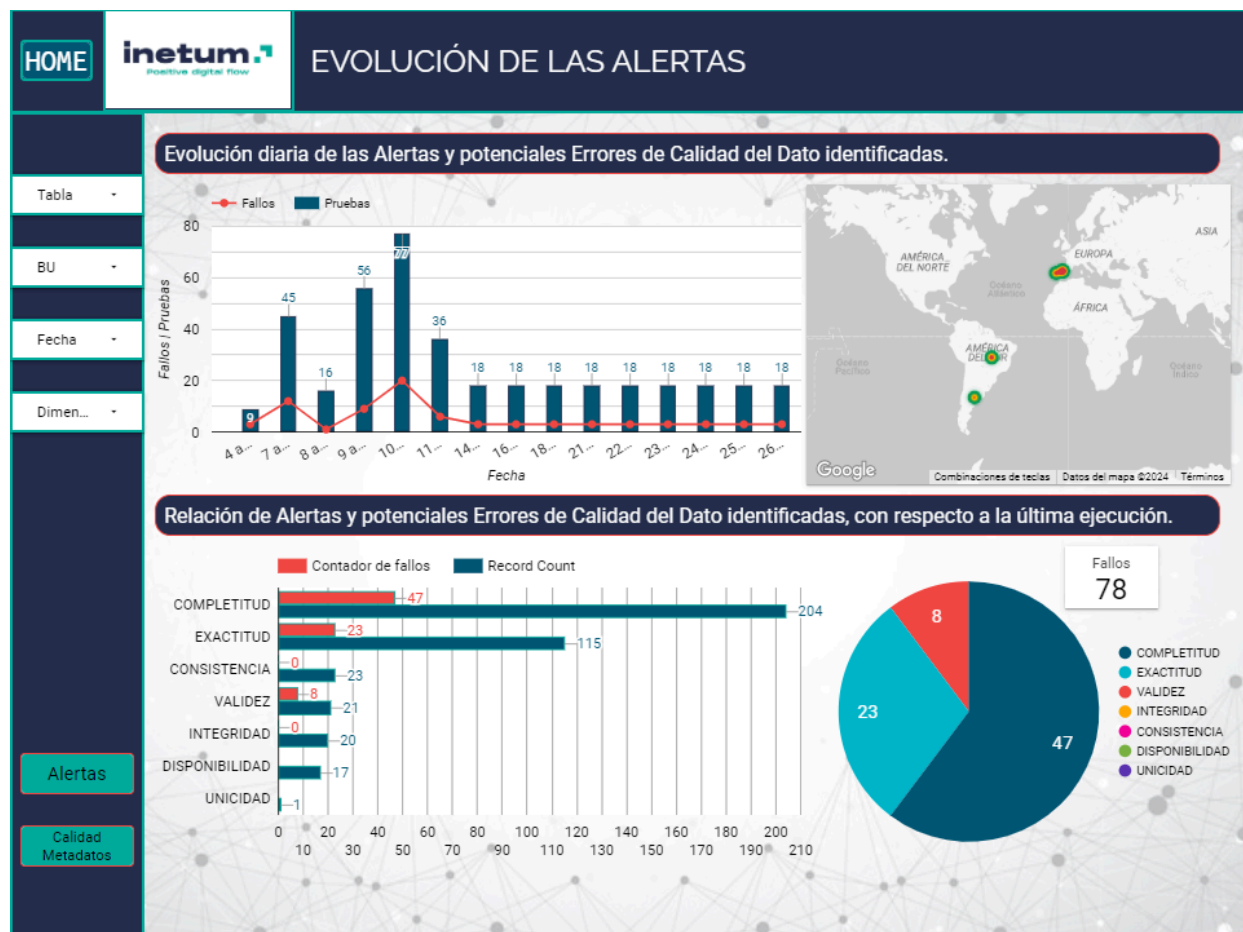 HOME
inetum.
Positive digital flow
EVOLUCIÓN DE LAS ALERTAS
Tabla
BU
Fecha
Dimen...
Alertas
Calidad
Metadatos
Evolución diaria de las Alertas y potenciales Errores de Calidad del Dato identificadas.
Fallos
Pruebas
Fallos | Pruebas
80
60
40
20
0
9
45
16
56
77
36
18
18
18
18
18
18
18
18
18
4 a...
7 a...
8 a...
9 a...
10...
11...
14...
16...
18...
21...
22...
23...
24...
25...
26...
Fecha
AMÉRICA
DEL NORTE
EUROPA
ASIA
Océano
Atlántico
ÁFRICA
AMÉRICA
DEL SUR
Océano
Pacífico
Océano
Índico
Google
Combinaciones de teclas
Datos del mapa ©2024
Términos
Relación de Alertas y potenciales Errores de Calidad del Dato identificadas, con respecto a la última ejecución.
Contador de fallos
Record Count
COMPLETITUD
47
204
EXACTITUD
23
115
CONSISTENCIA
0
23
VALIDEZ
8
21
INTEGRIDAD
0
20
DISPONIBILIDAD
17
UNICIDAD
1
0 20 40 60 80 100 120 140 160 180 200
10 30 50 70 90 110 130 150 170 190 210
Fallos
78
8
23
47
COMPLETITUD
EXACTITUD
VALIDEZ
INTEGRIDAD
CONSISTENCIA
DISPONIBILIDAD
UNICIDAD